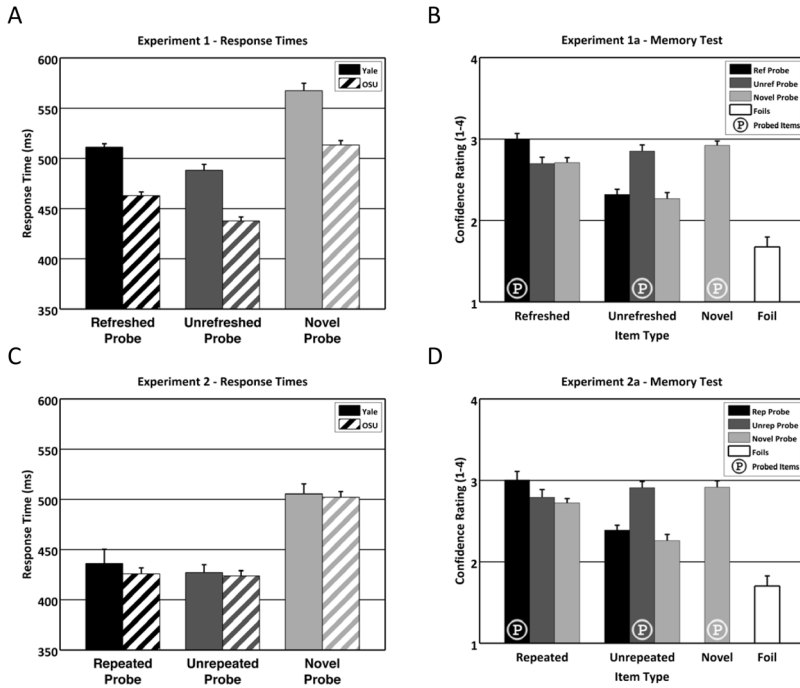 A
Experiment 1 - Response Times
Response Time (ms)
600
550
500
450
400
350
Yale
OSU
Refreshed Probe
Unrefreshed Probe
Novel Probe
B
Experiment 1a - Memory Test
Confidence Rating (1-4)
4
3
2
1
Ref Probe
Unref Probe
Novel Probe
Foils
P Probed Items
P
P
P
Refreshed
Unrefreshed
Novel
Foil
Item Type
C
Experiment 2 - Response Times
Response Time (ms)
600
550
500
450
400
350
Yale
OSU
Repeated Probe
Unrepeated Probe
Novel Probe
D
Experiment 2a - Memory Test
Confidence Rating (1-4)
4
3
2
1
Rep Probe
Unrep Probe
Novel Probe
Foils
P Probed Items
P
P
P
Repeated
Unrepeated
Novel
Foil
Item Type